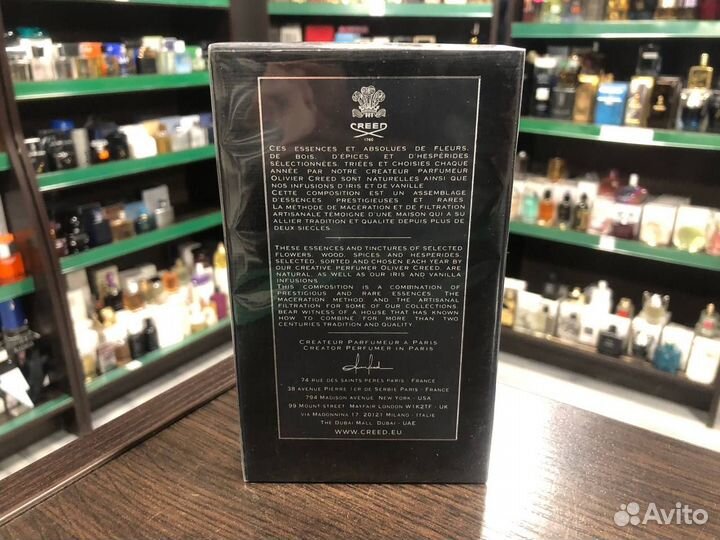 CREED
1760
CES ESSENCES ET ABSOLUES DE FLEURS,
DE BOIS, D'ÉPICES ET D'HESPÉRIDES
SÉLECTIONNÉES, TRIÉES ET CHOISIES CHAQUE
ANNÉE PAR NOTRE CREATEUR PARFUMEUR
OLIVIER CREED SONT NATURELLES AINSI QUE
NOS INFUSIONS D'IRIS ET DE VANILLE
CETTE COMPOSITION EST UN ASSEMBLAGE
D'ESSENCES PRESTIGIEUSES ET RARES
LA MÉTHODE DE MACÉRATION ET DE FILTRATION
ARTISANALE TÉMOIGNE D'UNE MAISON QUI A SU
ALLIER TRADITION ET QUALITE DEPUIS PLUS DE
DEUX SIECLES.
THESE ESSENCES AND TINCTURES OF SELECTED
FLOWERS, WOOD, SPICES AND HESPERIDES,
SELECTED, SORTED AND CHOSEN EACH YEAR BY
OUR CREATIVE PERFUMER OLIVER CREED, ARE
NATURAL, AS WELL AS OUR IRIS AND VANILLA
INFUSIONS
THIS COMPOSITION IS A COMBINATION OF
PRESTIGIOUS AND RARE ESSENCES. THE
MACERATION METHOD AND THE ARTISANAL
FILTRATION FOR SOME OF OUR COLLECTIONS,
BEAR WITNESS OF A HOUSE THAT HAS KNOWN
HOW TO COMBINE FOR MORE THAN TWO
CENTURIES TRADITION AND QUALITY.
CREATEUR PARFUMEUR A PARIS
CREATOR PERFUMER IN PARIS
74 RUE DES SAINTS PERES PARIS - FRANCE
38 AVENUE PIERRE 1ER DE SERBIE PARIS - FRANCE
794 MADISON AVENUE, NEW YORK - USA
99 MOUNT STREET, MAYFAIR LONDON W1K2TF - UK
VIA MADONNINA 17, 20121 MILANO - ITALIE
THE DUBAI MALL, DUBAI - UAE
WWW.CREED.EU
Avito